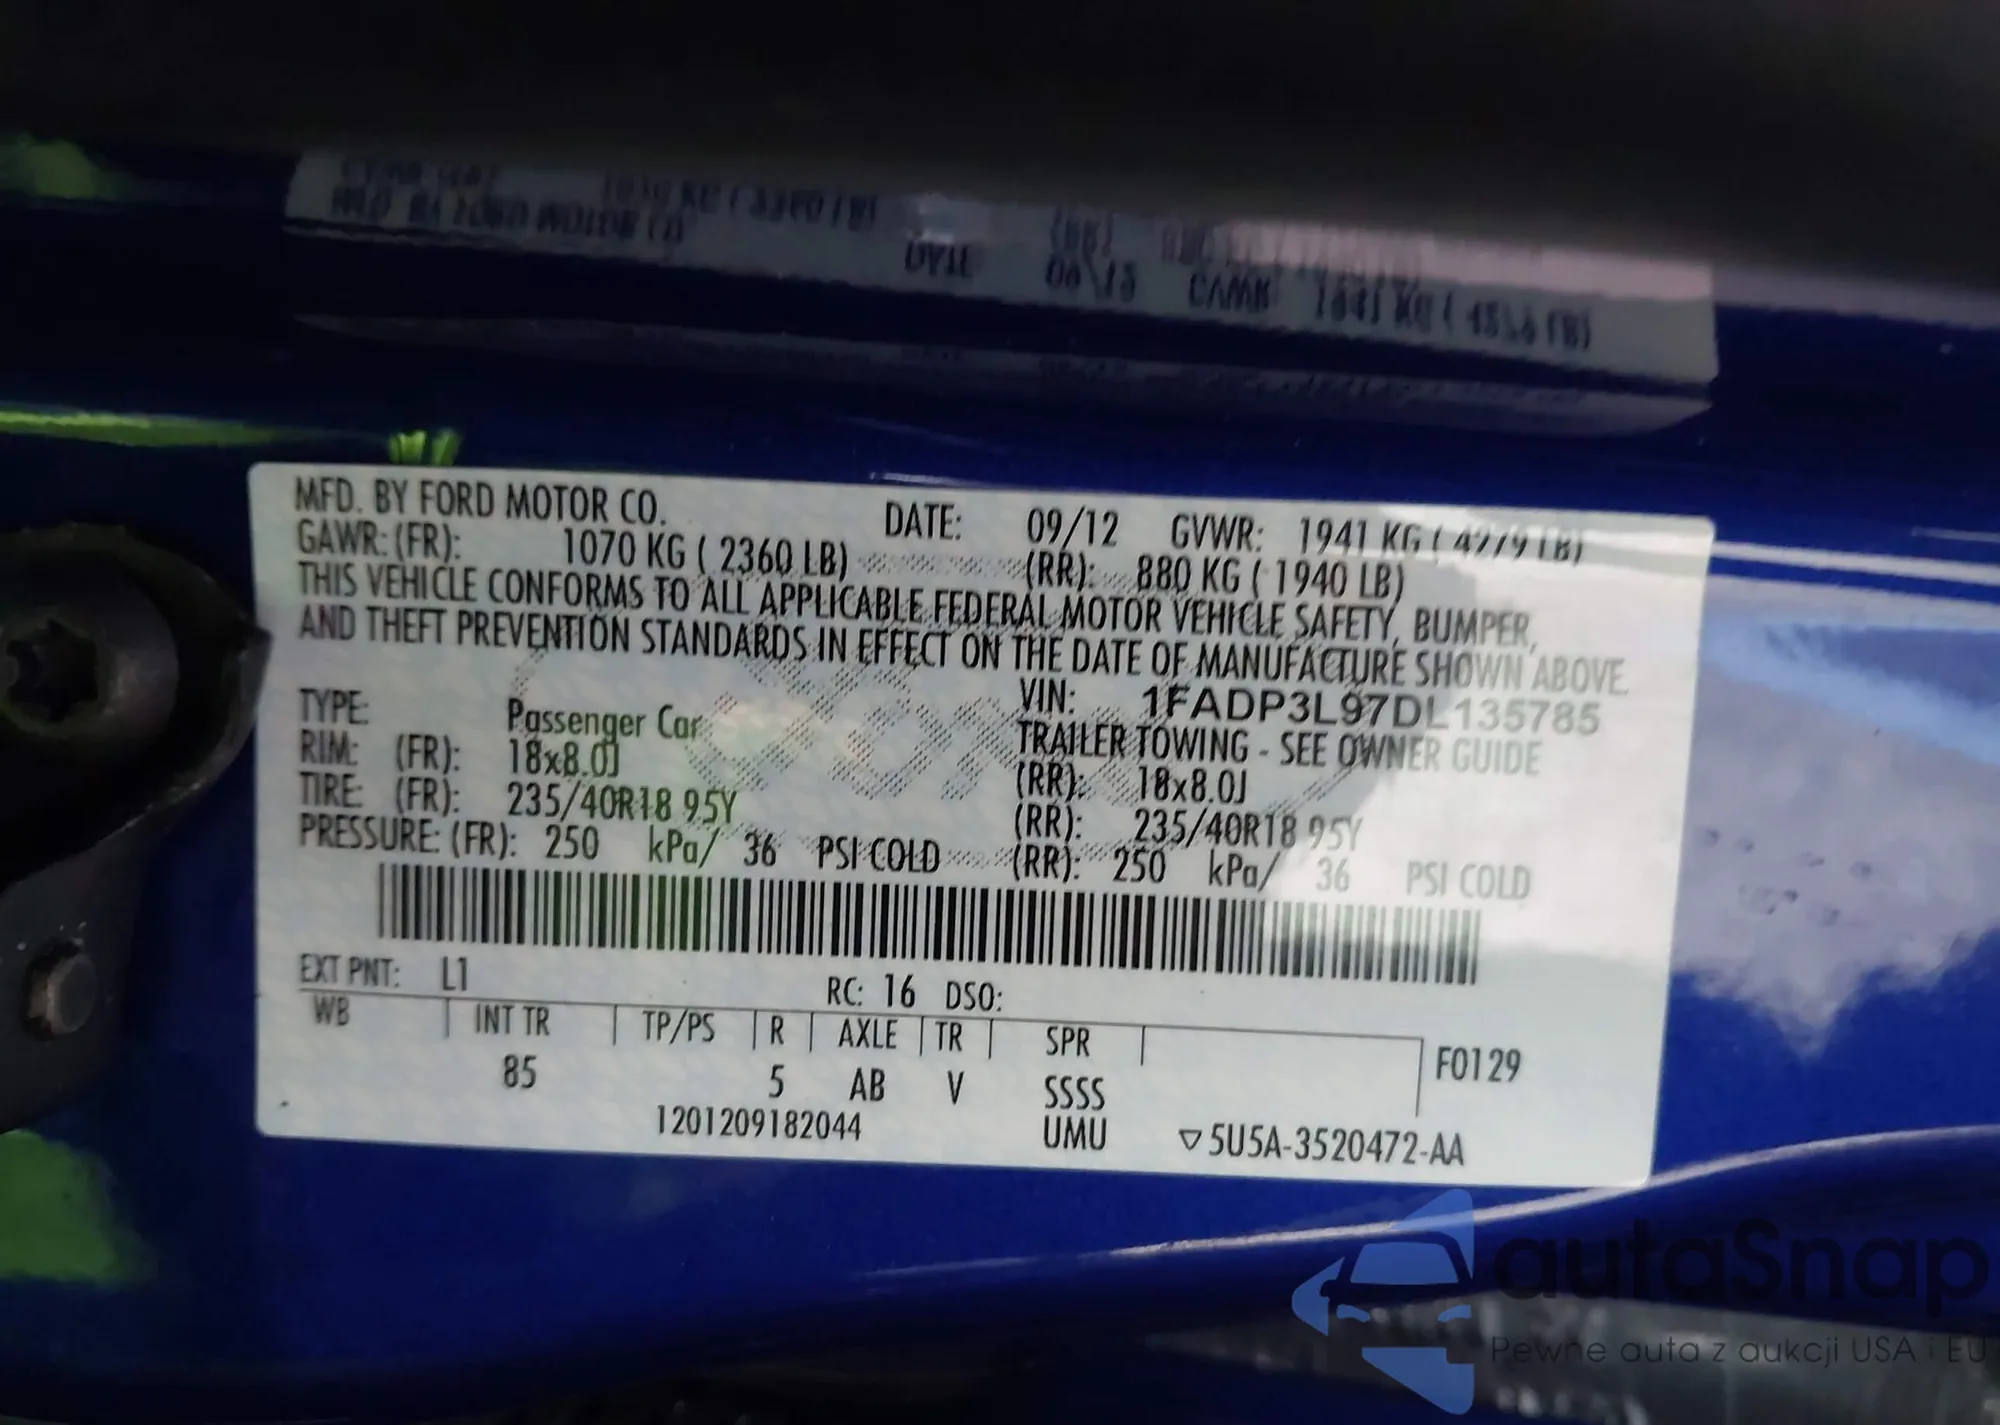 MFD. BY FORD MOTOR CO. DATE: 09/12 GVWR: 1941 KG ( 4279 LB)
GAWR: (FR): 1070 KG ( 2360 LB) (RR): 880 KG ( 1940 LB)
THIS VEHICLE CONFORMS TO ALL APPLICABLE FEDERAL MOTOR VEHICLE SAFETY, BUMPER,
AND THEFT PREVENTION STANDARDS IN EFFECT ON THE DATE OF MANUFACTURE SHOWN ABOVE.
VIN: 1FADP3L97DL135785
TYPE: Passenger Car TRAILER TOWING - SEE OWNER GUIDE
RIM: (FR): 18x8.0J (RR): 18x8.0J
TIRE: (FR): 235/40R18 95Y (RR): 235/40R18 95Y
PRESSURE: (FR): 250 kPa/ 36 PSI COLD (RR): 250 kPa/ 36 PSI COLD
EXT PNT: L1 RC: 16 DSO:
WB INT TR TP/PS R AXLE TR SPR
F0129
85 5 AB V SSSS
1201209182044 UMU ▽5U5A-3520472-AA
autoSnap
Pewne auta z aukcji USA i EU